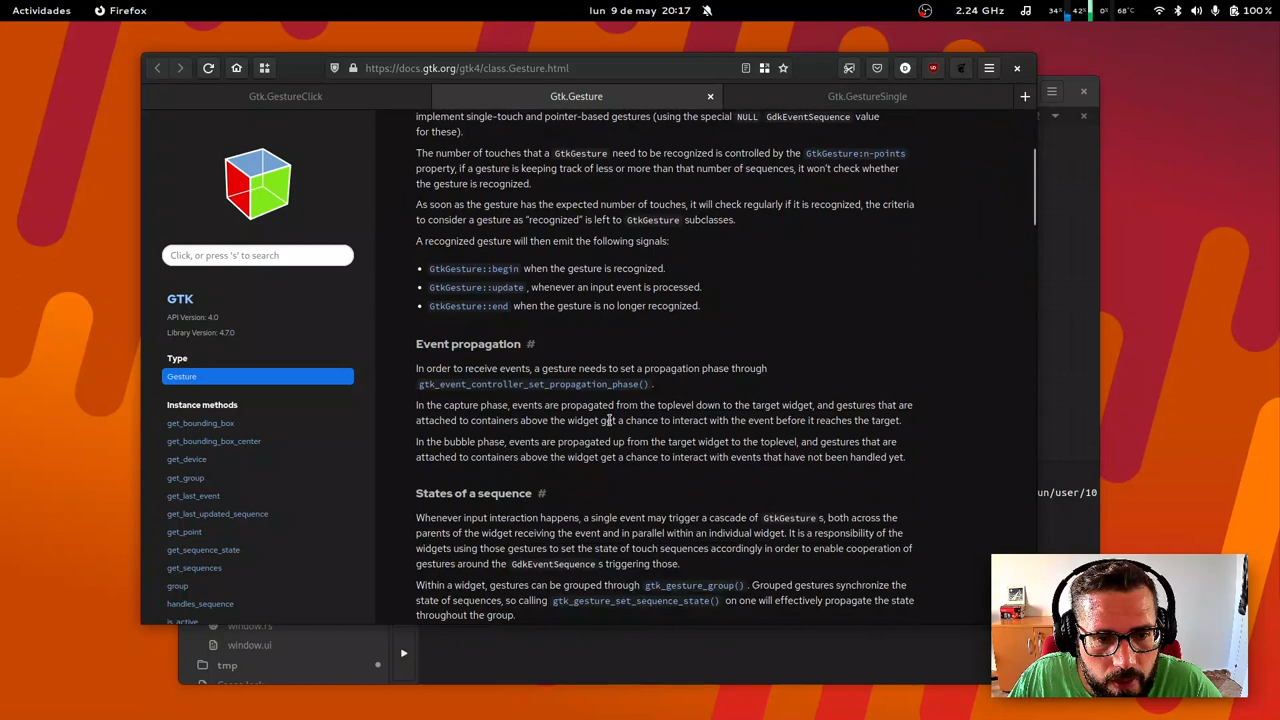 Actividades
Firefox
lun 9 de may 20:17
2.24 GHz
34%
42%
0%
68°C
100 %
https://docs.gtk.org/gtk4/class.Gesture.html
Gtk.GestureClick
Gtk.Gesture
Gtk.GestureSingle
Click, or press 's' to search
GTK
API Version: 4.0
Library Version: 4.7.0
Type
Gesture
Instance methods
get_bounding_box
get_bounding_box_center
get_device
get_group
get_last_event
get_last_updated_sequence
get_point
get_sequence_state
get_sequences
group
handles_sequence
is_active
implement single-touch and pointer-based gestures (using the special NULL GdkEventSequence value
for these).
The number of touches that a GtkGesture need to be recognized is controlled by the GtkGesture:n-points
property, if a gesture is keeping track of less or more than that number of sequences, it won't check whether
the gesture is recognized.
As soon as the gesture has the expected number of touches, it will check regularly if it is recognized, the criteria
to consider a gesture as “recognized” is left to GtkGesture subclasses.
A recognized gesture will then emit the following signals:
• GtkGesture::begin when the gesture is recognized.
• GtkGesture::update, whenever an input event is processed.
• GtkGesture::end when the gesture is no longer recognized.
Event propagation #
In order to receive events, a gesture needs to set a propagation phase through
gtk_event_controller_set_propagation_phase().
In the capture phase, events are propagated from the toplevel down to the target widget, and gestures that are
attached to containers above the widget get a chance to interact with the event before it reaches the target.
In the bubble phase, events are propagated up from the target widget to the toplevel, and gestures that are
attached to containers above the widget get a chance to interact with events that have not been handled yet.
States of a sequence #
Whenever input interaction happens, a single event may trigger a cascade of GtkGesture s, both across the
parents of the widget receiving the event and in parallel within an individual widget. It is a responsibility of the
widgets using those gestures to set the state of touch sequences accordingly in order to enable cooperation of
gestures around the GdkEventSequence s triggering those.
Within a widget, gestures can be grouped through gtk_gesture_group(). Grouped gestures synchronize the
state of sequences, so calling gtk_gesture_set_sequence_state() on one will effectively propagate the state
throughout the group.
un/user/10
window.rs
window.ui
tmp